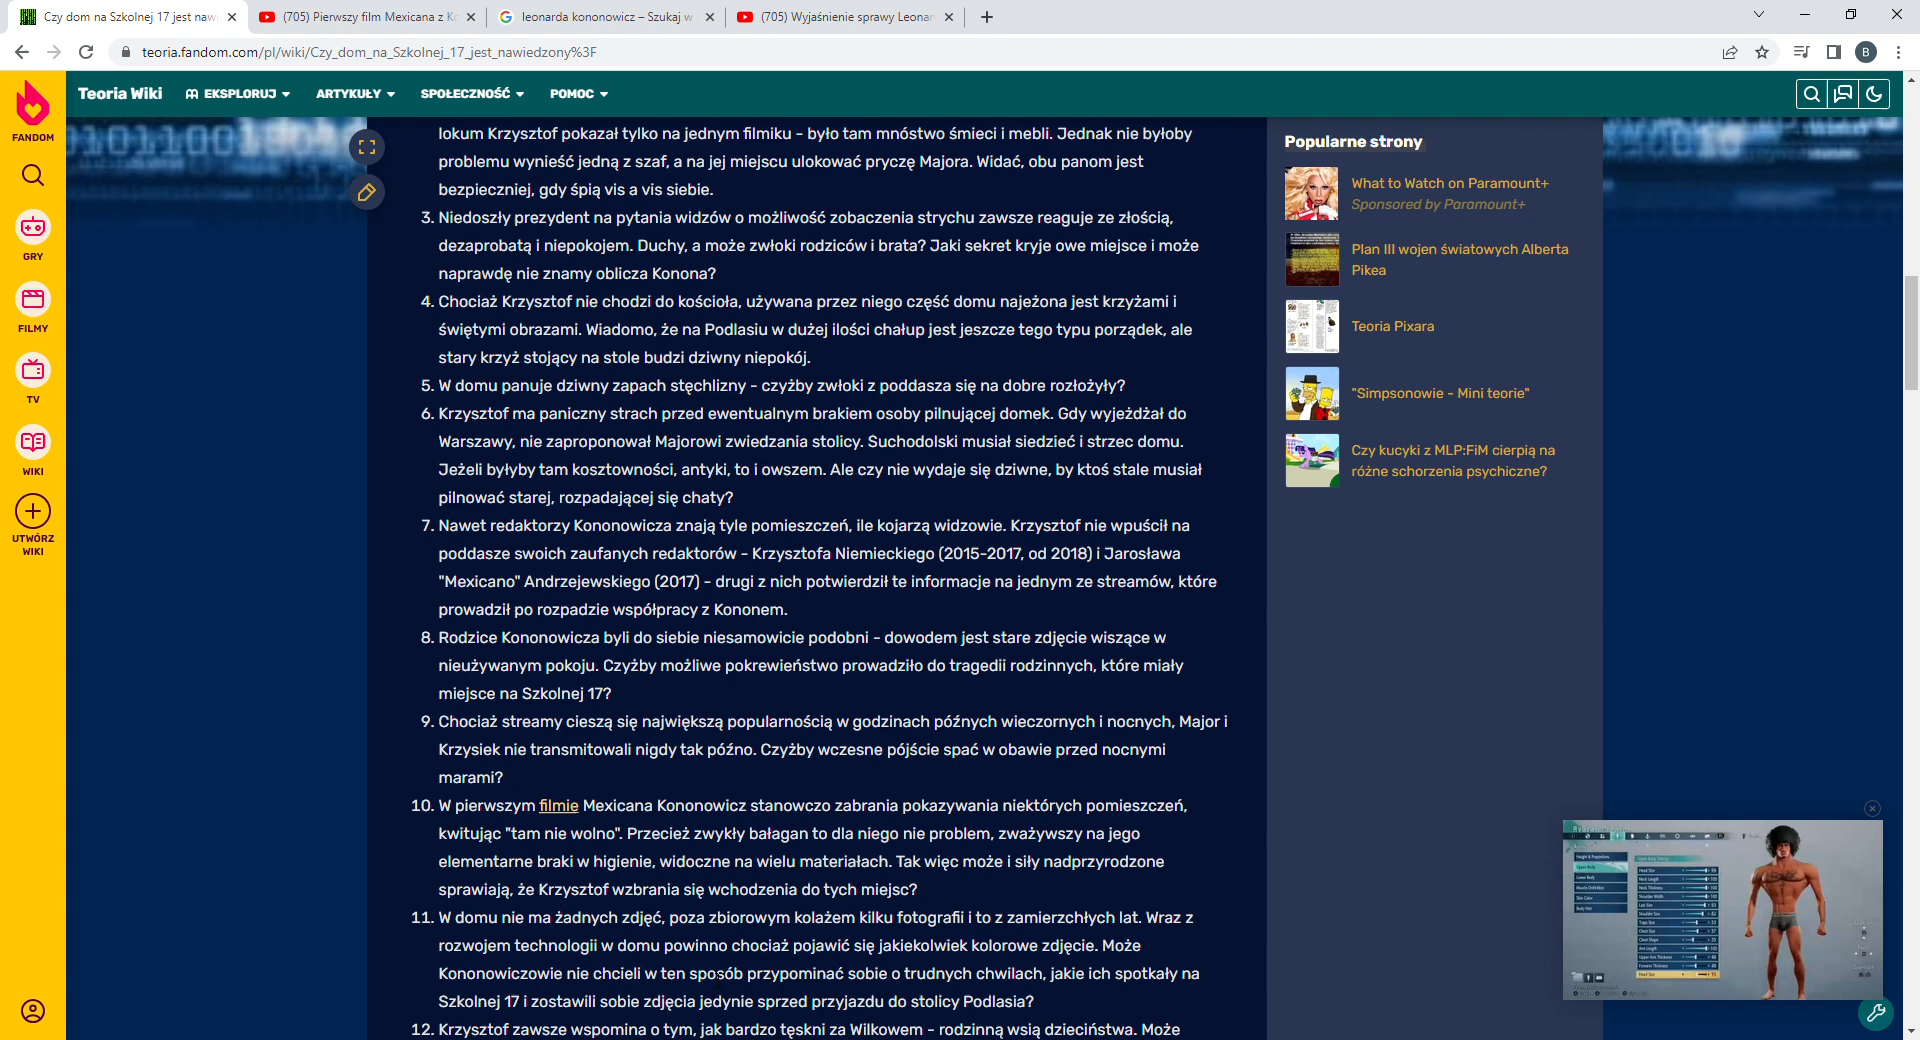 Czy dom na Szkolnej 17 jest naw
(705) Pierwszy film Mexicana z K
leonarda kononowicz – Szukaj w
(705) Wyjaśnienie sprawy Leonar
teoria.fandom.com/pl/wiki/Czy_dom_na_Szkolnej_17_jest_nawiedzony%3F
B
FANDOM
GRY
FILMY
TV
WIKI
UTWÓRZ
WIKI
Teoria Wiki
EKSPLORUJ
ARTYKUŁY
SPOŁECZNOŚĆ
POMOC
lokum Krzysztof pokazał tylko na jednym filmiku - było tam mnóstwo śmieci i mebli. Jednak nie byłoby
problemu wynieść jedną z szaf, a na jej miejscu ulokować pryczę Majora. Widać, obu panom jest
bezpieczniej, gdy śpią vis a vis siebie.
3. Niedoszły prezydent na pytania widzów o możliwość zobaczenia strychu zawsze reaguje ze złością,
dezaprobatą i niepokojem. Duchy, a może zwłoki rodziców i brata? Jaki sekret kryje owe miejsce i może
naprawdę nie znamy oblicza Konona?
4. Chociaż Krzysztof nie chodzi do kościoła, używana przez niego część domu najeżona jest krzyżami i
świętymi obrazami. Wiadomo, że na Podlasiu w dużej ilości chałup jest jeszcze tego typu porządek, ale
stary krzyż stojący na stole budzi dziwny niepokój.
5. W domu panuje dziwny zapach stęchlizny - czyżby zwłoki z poddasza się na dobre rozłożyły?
6. Krzysztof ma paniczny strach przed ewentualnym brakiem osoby pilnującej domek. Gdy wyjeżdżał do
Warszawy, nie zaproponował Majorowi zwiedzania stolicy. Suchodolski musiał siedzieć i strzec domu.
Jeżeli byłyby tam kosztowności, antyki, to i owszem. Ale czy nie wydaje się dziwne, by ktoś stale musiał
pilnować starej, rozpadającej się chaty?
7. Nawet redaktorzy Kononowicza znają tyle pomieszczeń, ile kojarzą widzowie. Krzysztof nie wpuścił na
poddasze swoich zaufanych redaktorów - Krzysztofa Niemieckiego (2015-2017, od 2018) i Jarosława
"Mexicano" Andrzejewskiego (2017) - drugi z nich potwierdził te informacje na jednym ze streamów, które
prowadził po rozpadzie współpracy z Kononem.
8. Rodzice Kononowicza byli do siebie niesamowicie podobni - dowodem jest stare zdjęcie wiszące w
nieużywanym pokoju. Czyżby możliwe pokrewieństwo prowadziło do tragedii rodzinnych, które miały
miejsce na Szkolnej 17?
9. Chociaż streamy cieszą się największą popularnością w godzinach późnych wieczornych i nocnych, Major i
Krzysiek nie transmitowali nigdy tak późno. Czyżby wczesne pójście spać w obawie przed nocnymi
marami?
10. W pierwszym filmie Mexicana Kononowicz stanowczo zabrania pokazywania niektórych pomieszczeń,
kwitując "tam nie wolno". Przecież zwykły bałagan to dla niego nie problem, zważywszy na jego
elementarne braki w higienie, widoczne na wielu materiałach. Tak więc może i siły nadprzyrodzone
sprawiają, że Krzysztof wzbrania się wchodzenia do tych miejsc?
11. W domu nie ma żadnych zdjęć, poza zbiorowym kolażem kilku fotografii i to z zamierzchłych lat. Wraz z
rozwojem technologii w domu powinno chociaż pojawić się jakiekolwiek kolorowe zdjęcie. Może
Kononowiczowie nie chcieli w ten sposób przypominać sobie o trudnych chwilach, jakie ich spotkały na
Szkolnej 17 i zostawili sobie zdjęcia jedynie sprzed przyjazdu do stolicy Podlasia?
12. Krzysztof zawsze wspomina o tym, jak bardzo tęskni za Wilkowem - rodzinną wsią dzieciństwa. Może
Popularne strony
What to Watch on Paramount+
Sponsored by Paramount+
Plan III wojen światowych Alberta
Pikea
Teoria Pixara
"Simpsonowie - Mini teorie"
Czy kucyki z MLP:FiM cierpią na
różne schorzenia psychiczne?